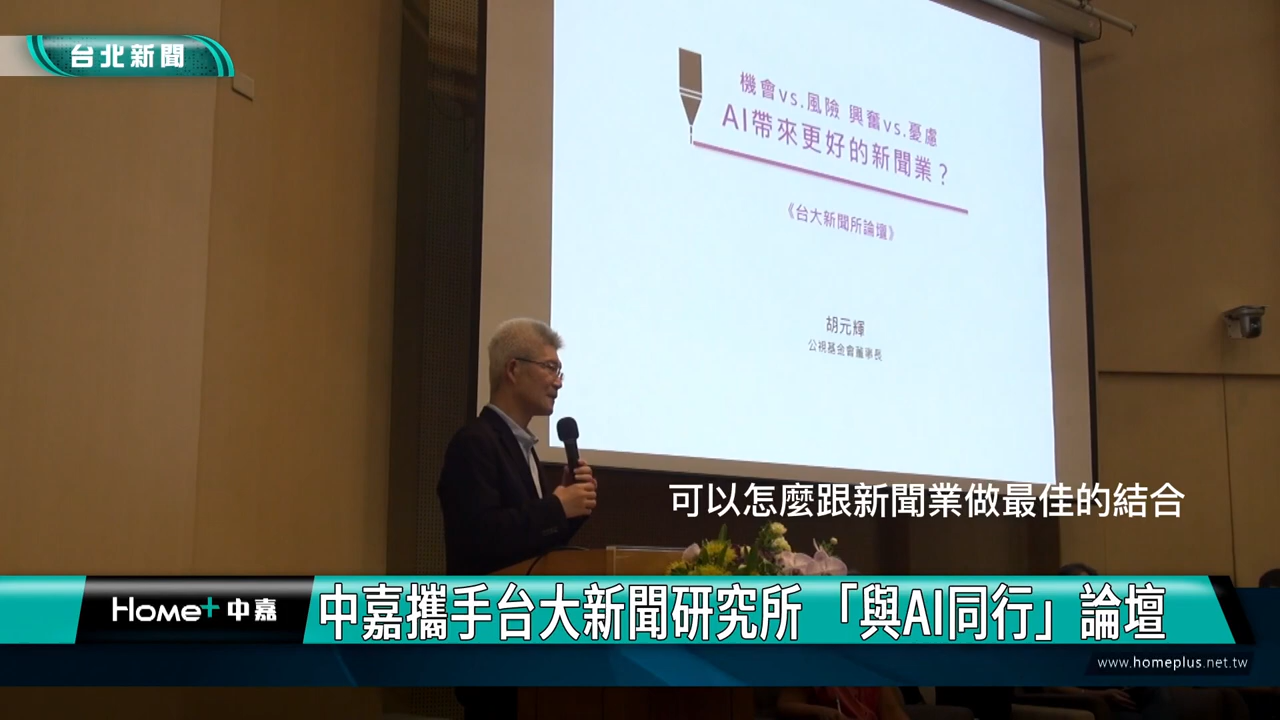 台北新聞
機會vs.風險 興奮vs.憂慮
AI帶來更好的新聞業？
《台大新聞所論壇》
胡元輝
公視基金會董事長
可以怎麼跟新聞業做最佳的結合
Home+中嘉
中嘉攜手台大新聞研究所「與AI同行」論壇
www.homeplus.net.tw